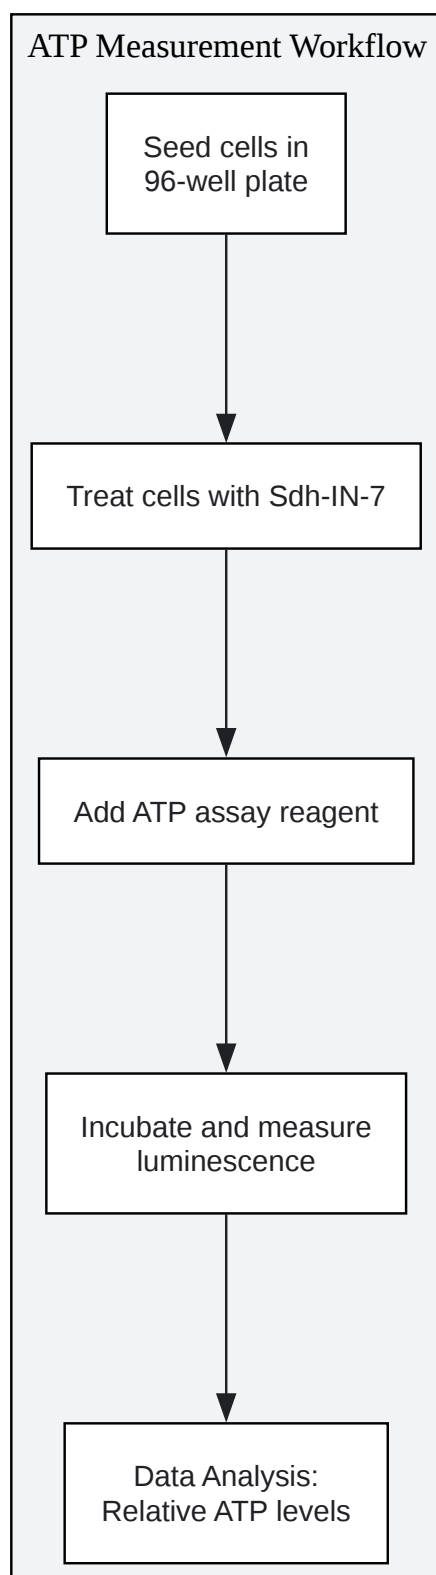 ATP Measurement Workflow
Seed cells in
96-well plate
Treat cells with Sdh-IN-7
Add ATP assay reagent
Incubate and measure
luminescence
Data Analysis:
Relative ATP levels